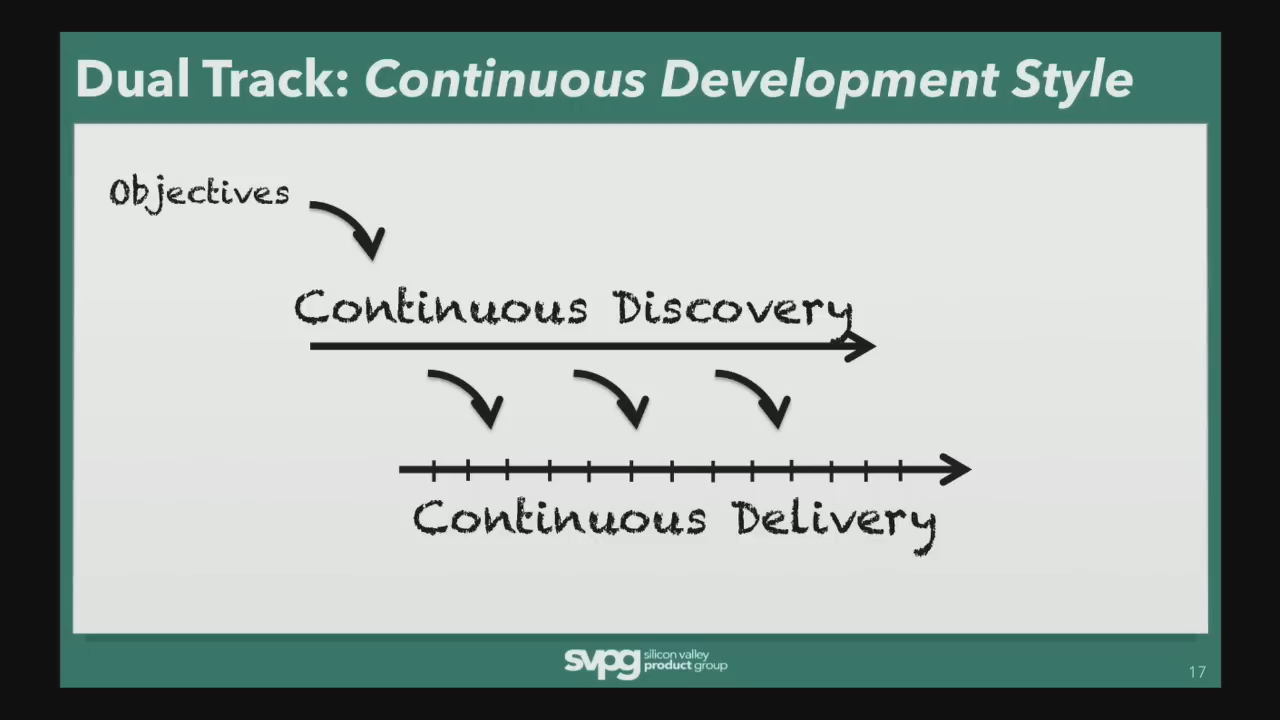 Dual Track: Continuous Development Style
Objectives
Continuous Discovery
Continuous Delivery
svpg silicon valley
product group
17